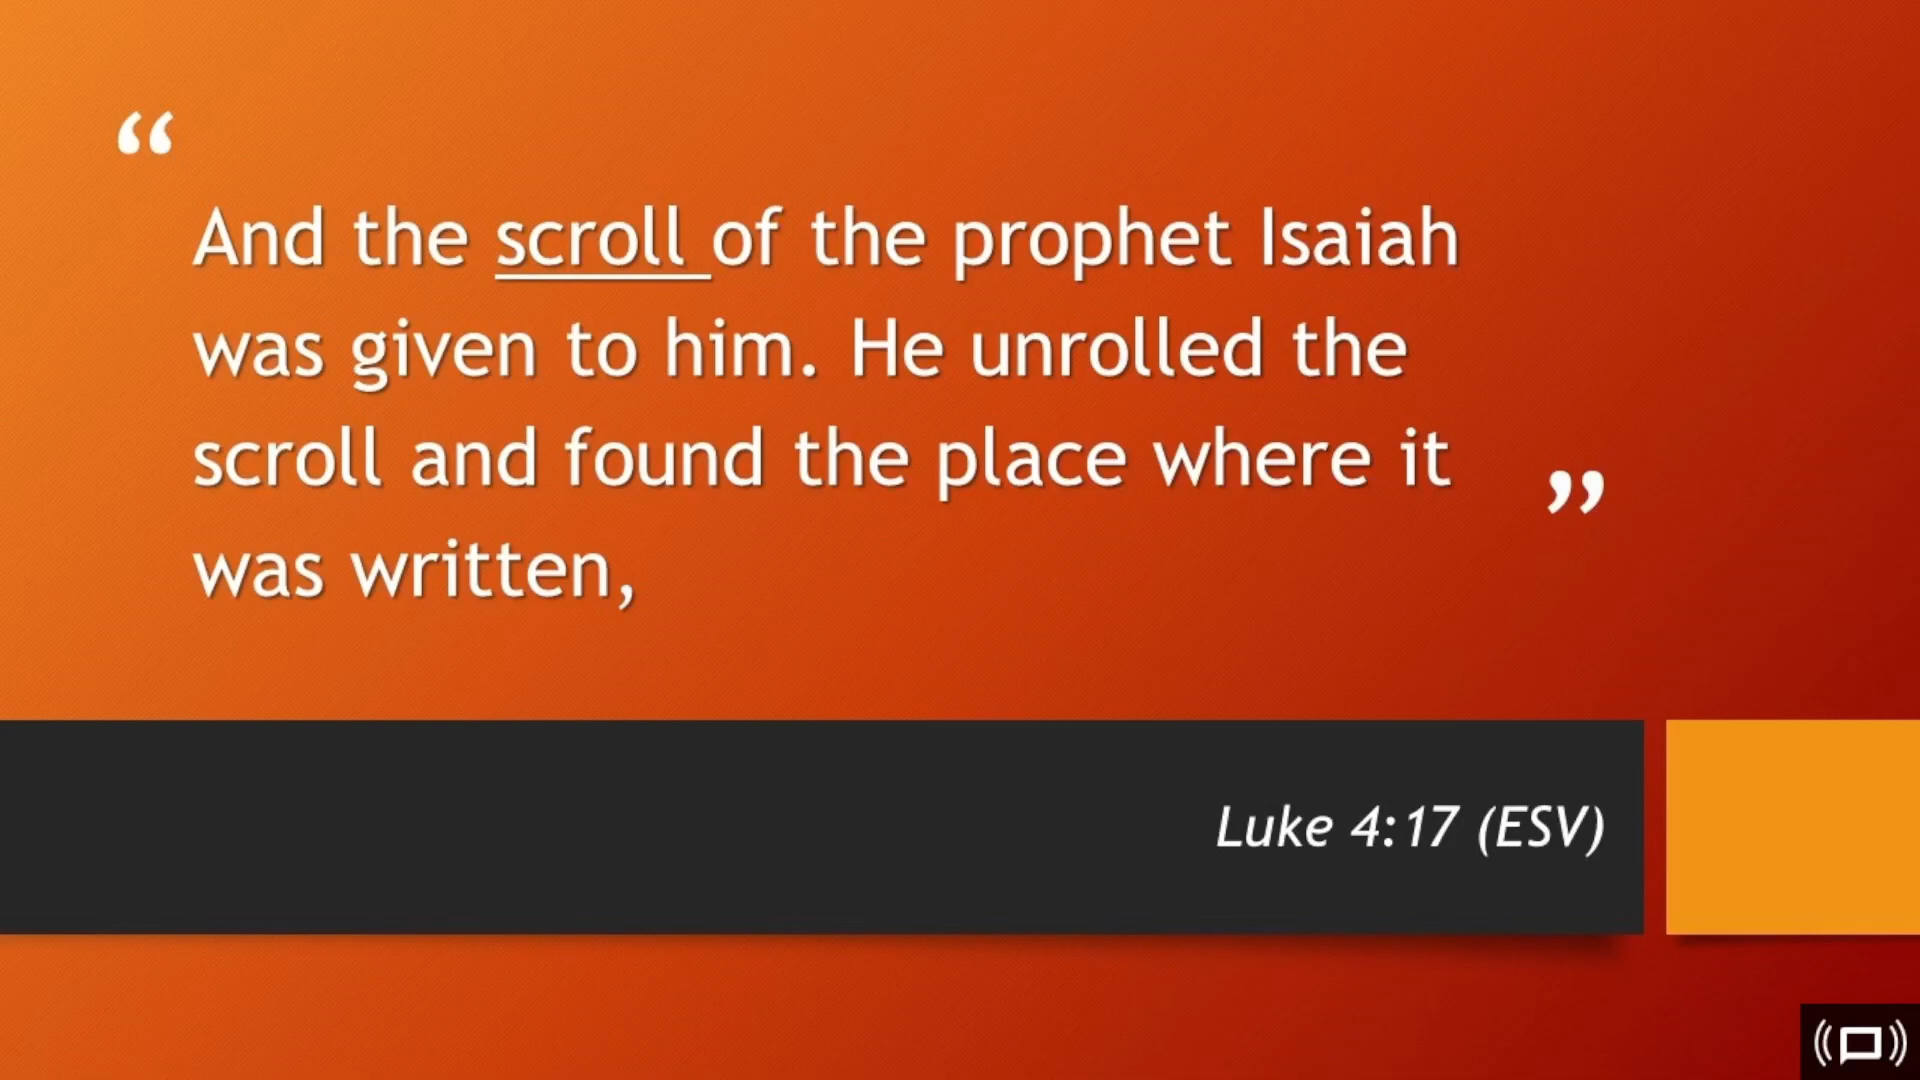 “
And the scroll of the prophet Isaiah
was given to him. He unrolled the
scroll and found the place where it
was written,
”
Luke 4:17 (ESV)